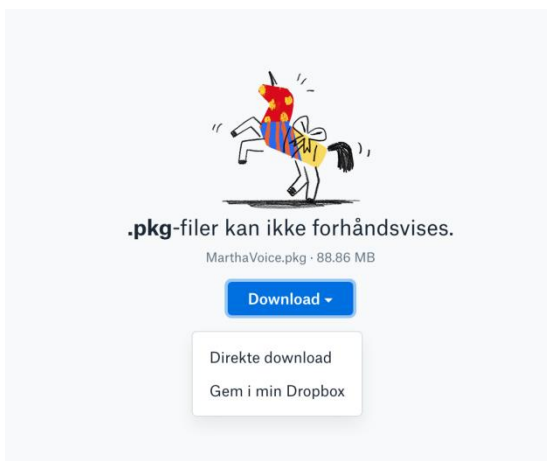 .pkg-filer kan ikke forhåndsvises.
MarthaVoice.pkg · 88.86 MB
Download
Direkte download
Gem i min Dropbox